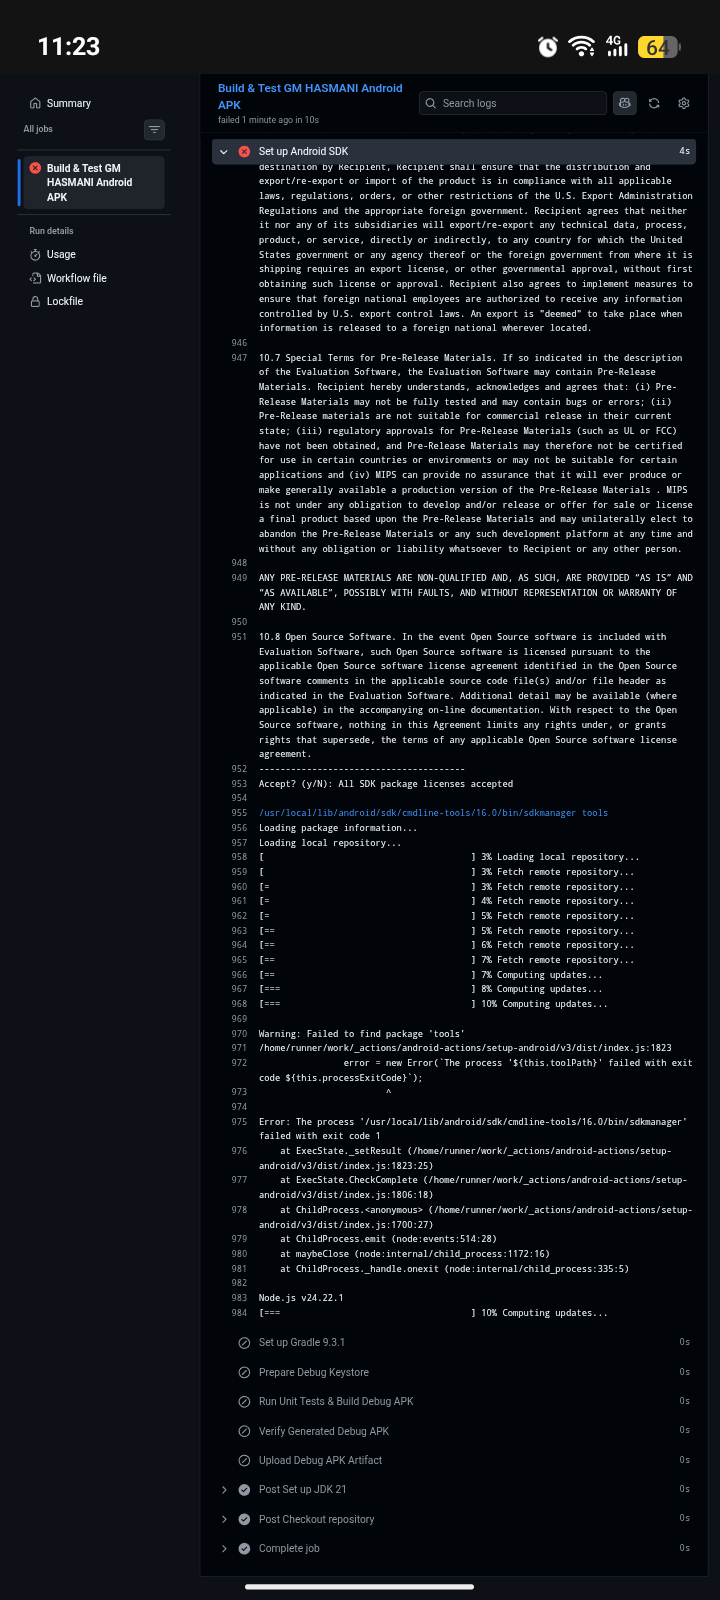 11:23
4G
64
Summary
All jobs
Build & Test GM
HASMANI Android
APK
Run details
Usage
Workflow file
Lockfile
Build & Test GM HASMANI Android
APK
failed 1 minute ago in 10s
Search logs
Set up Android SDK 4s
destination by Recipient, Recipient shall ensure that the distribution and
export/re-export or import of the product is in compliance with all applicable
laws, regulations, orders, or other restrictions of the U.S. Export Administration
Regulations and the appropriate foreign government. Recipient agrees that neither
it nor any of its subsidiaries will export/re-export any technical data, process,
product, or service, directly or indirectly, to any country for which the United
States government or any agency thereof or the foreign government from where it is
shipping requires an export license, or other governmental approval, without first
obtaining such license or approval. Recipient also agrees to implement measures to
ensure that foreign national employees are authorized to receive any information
controlled by U.S. export control laws. An export is "deemed" to take place when
information is released to a foreign national wherever located.
946
947 10.7 Special Terms for Pre-Release Materials. If so indicated in the description
of the Evaluation Software, the Evaluation Software may contain Pre-Release
Materials. Recipient hereby understands, acknowledges and agrees that: (i) Pre-
Release Materials may not be fully tested and may contain bugs or errors; (ii)
Pre-Release materials are not suitable for commercial release in their current
state; (iii) regulatory approvals for Pre-Release Materials (such as UL or FCC)
have not been obtained, and Pre-Release Materials may therefore not be certified
for use in certain countries or environments or may not be suitable for certain
applications and (iv) MIPS can provide no assurance that it will ever produce or
make generally available a production version of the Pre-Release Materials . MIPS
is not under any obligation to develop and/or release or offer for sale or license
a final product based upon the Pre-Release Materials and may unilaterally elect to
abandon the Pre-Release Materials or any such development platform at any time and
without any obligation or liability whatsoever to Recipient or any other person.
948
949 ANY PRE-RELEASE MATERIALS ARE NON-QUALIFIED AND, AS SUCH, ARE PROVIDED “AS IS” AND
“AS AVAILABLE”, POSSIBLY WITH FAULTS, AND WITHOUT REPRESENTATION OR WARRANTY OF
ANY KIND.
950
951 10.8 Open Source Software. In the event Open Source software is included with
Evaluation Software, such Open Source software is licensed pursuant to the
applicable Open Source software license agreement identified in the Open Source
software comments in the applicable source code file(s) and/or file header as
indicated in the Evaluation Software. Additional detail may be available (where
applicable) in the accompanying on-line documentation. With respect to the Open
Source software, nothing in this Agreement limits any rights under, or grants
rights that supersede, the terms of any applicable Open Source software license
agreement.
952 ---------------------------------------
953 Accept? (y/N): All SDK package licenses accepted
954
955 /usr/local/lib/android/sdk/cmdline-tools/16.0/bin/sdkmanager tools
956 Loading package information...
957 Loading local repository...
958 [ ] 3% Loading local repository...
959 [ ] 3% Fetch remote repository...
960 [= ] 3% Fetch remote repository...
961 [= ] 4% Fetch remote repository...
962 [= ] 5% Fetch remote repository...
963 [== ] 5% Fetch remote repository...
964 [== ] 6% Fetch remote repository...
965 [== ] 7% Fetch remote repository...
966 [== ] 7% Computing updates...
967 [=== ] 8% Computing updates...
968 [=== ] 10% Computing updates...
969
970 Warning: Failed to find package 'tools'
971 /home/runner/work/_actions/android-actions/setup-android/v3/dist/index.js:1823
972 error = new Error(`The process '${this.toolPath}' failed with exit
code ${this.processExitCode}`);
973 ^
974
975 Error: The process '/usr/local/lib/android/sdk/cmdline-tools/16.0/bin/sdkmanager'
failed with exit code 1
976 at ExecState._setResult (/home/runner/work/_actions/android-actions/setup-
android/v3/dist/index.js:1823:25)
977 at ExecState.CheckComplete (/home/runner/work/_actions/android-actions/setup-
android/v3/dist/index.js:1806:18)
978 at ChildProcess.<anonymous> (/home/runner/work/_actions/android-actions/setup-
android/v3/dist/index.js:1700:27)
979 at ChildProcess.emit (node:events:514:28)
980 at maybeClose (node:internal/child_process:1172:16)
981 at ChildProcess._handle.onexit (node:internal/child_process:335:5)
982
983 Node.js v24.22.1
984 [=== ] 10% Computing updates...
Set up Gradle 9.3.1 0s
Prepare Debug Keystore 0s
Run Unit Tests & Build Debug APK 0s
Verify Generated Debug APK 0s
Upload Debug APK Artifact 0s
Post Set up JDK 21 0s
Post Checkout repository 0s
Complete job 0s